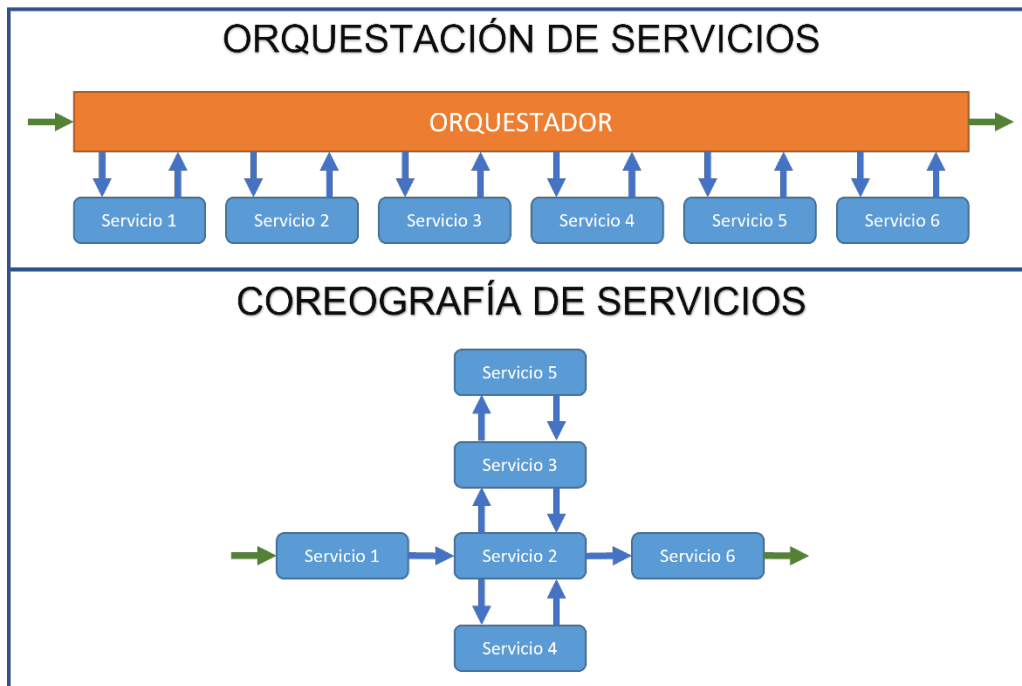 ORQUESTACIÓN DE SERVICIOS
ORQUESTADOR
Servicio 1
Servicio 2
Servicio 3
Servicio 4
Servicio 5
Servicio 6
COREOGRAFÍA DE SERVICIOS
Servicio 5
Servicio 3
Servicio 1
Servicio 2
Servicio 6
Servicio 4